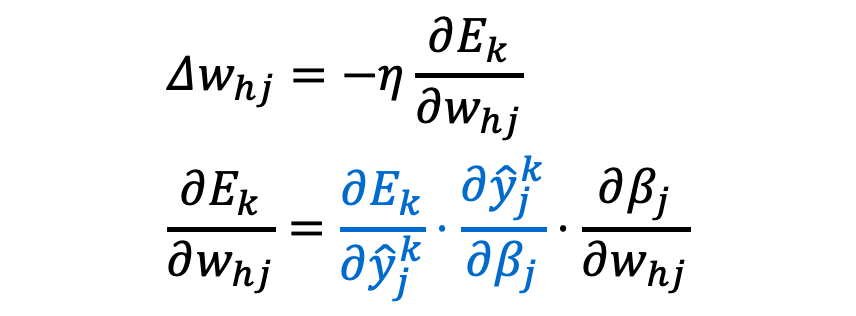 Δw_{hj} = −η ∂E_k / ∂w_{hj}
∂E_k / ∂w_{hj} = ∂E_k / ∂ŷ_j^k · ∂ŷ_j^k / ∂β_j · ∂β_j / ∂w_{hj}